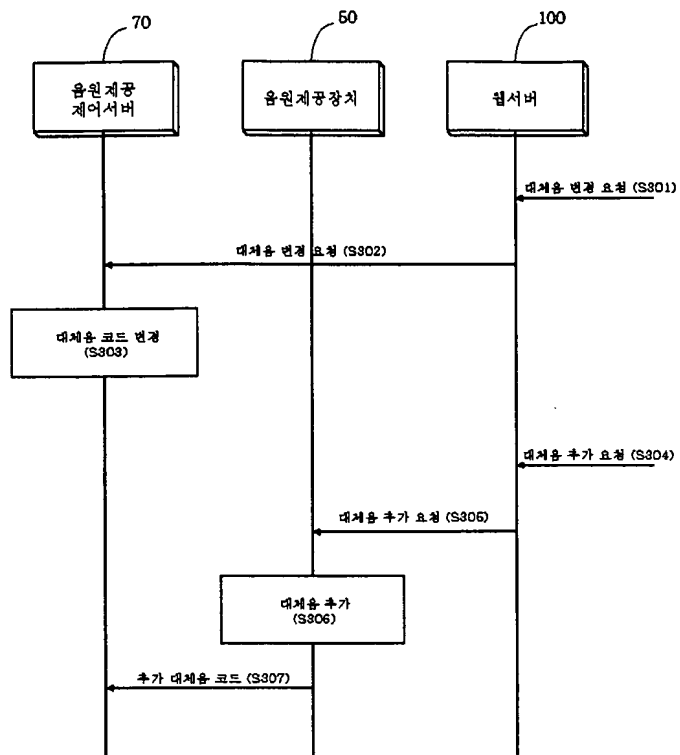 70
50
100
음원제공
제어서버
음원제공장치
웹서버
대체음 변경 요청 (S301)
대체음 변경 요청 (S302)
대체음 코드 변경
(S303)
대체음 추가 요청 (S304)
대체음 추가 요청 (S305)
대체음 추가
(S306)
추가 대체음 코드 (S307)